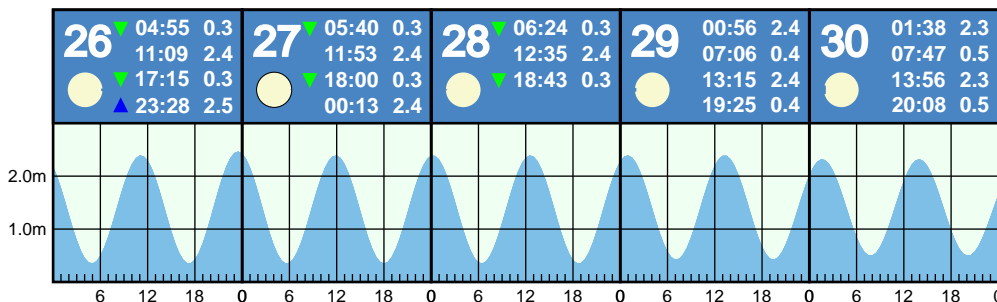 26 ▼ 04:55 0.3
11:09 2.4
▼ 17:15 0.3
▲ 23:28 2.5
27 ▼ 05:40 0.3
11:53 2.4
▼ 18:00 0.3
00:13 2.4
28 ▼ 06:24 0.3
12:35 2.4
▼ 18:43 0.3
29 00:56 2.4
07:06 0.4
13:15 2.4
19:25 0.4
30 01:38 2.3
07:47 0.5
13:56 2.3
20:08 0.5
2.0m
1.0m
6 12 18 0 6 12 18 0 6 12 18 0 6 12 18 0 6 12 18 0